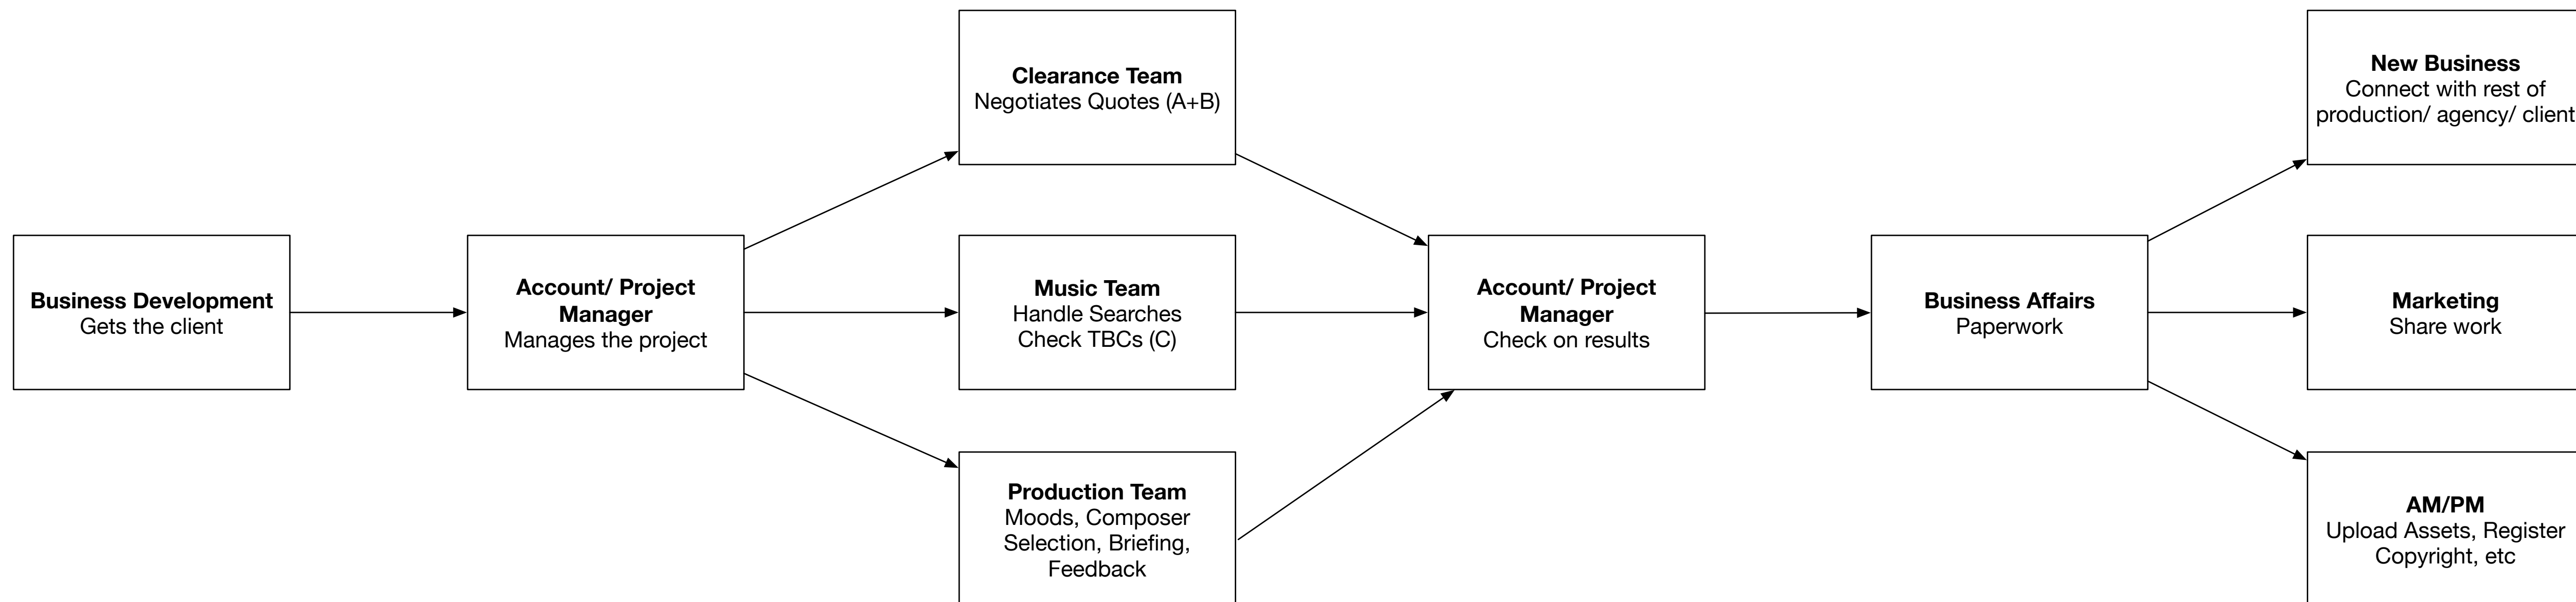 Business Development
Gets the client
Account/ Project
Manager
Manages the project
Clearance Team
Negotiates Quotes (A+B)
Music Team
Handle Searches
Check TBCs (C)
Production Team
Moods, Composer
Selection, Briefing,
Feedback
Account/ Project
Manager
Check on results
Business Affairs
Paperwork
New Business
Connect with rest of
production/ agency/ client
Marketing
Share work
AM/PM
Upload Assets, Register
Copyright, etc